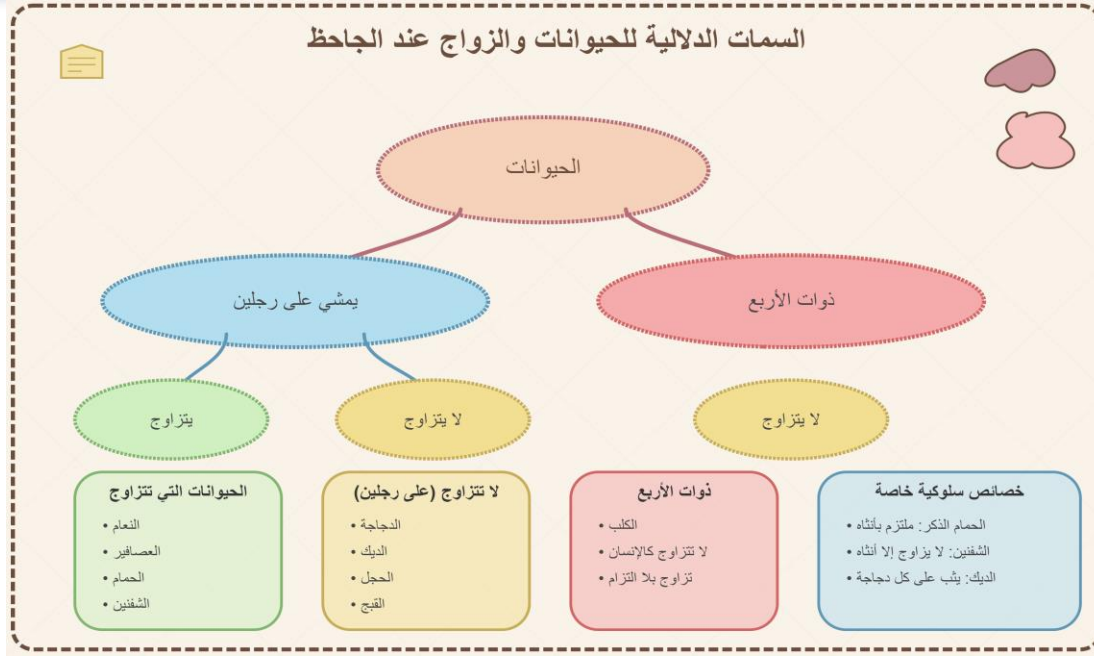 السمات الدلالية للحيوانات والزواج عند الجاحظ
الحيوانات
ذوات الأربع
يمشي على رجلين
لا يتزاوج
لا يتزاوج
يتزاوج
خصائص سلوكية خاصة
• الحمام الذكر: ملتزم بأنثاه
• الشفنين: لا يزاوج إلا أنثاه
• الديك: يثب على كل دجاجة
ذوات الأربع
• الكلب
• لا تتزاوج كالإنسان
• تزاوج بلا التزام
لا تتزاوج (على رجلين)
• الدجاجة
• الديك
• الحجل
• القبج
الحيوانات التي تتزاوج
• النعام
• العصافير
• الحمام
• الشفنين